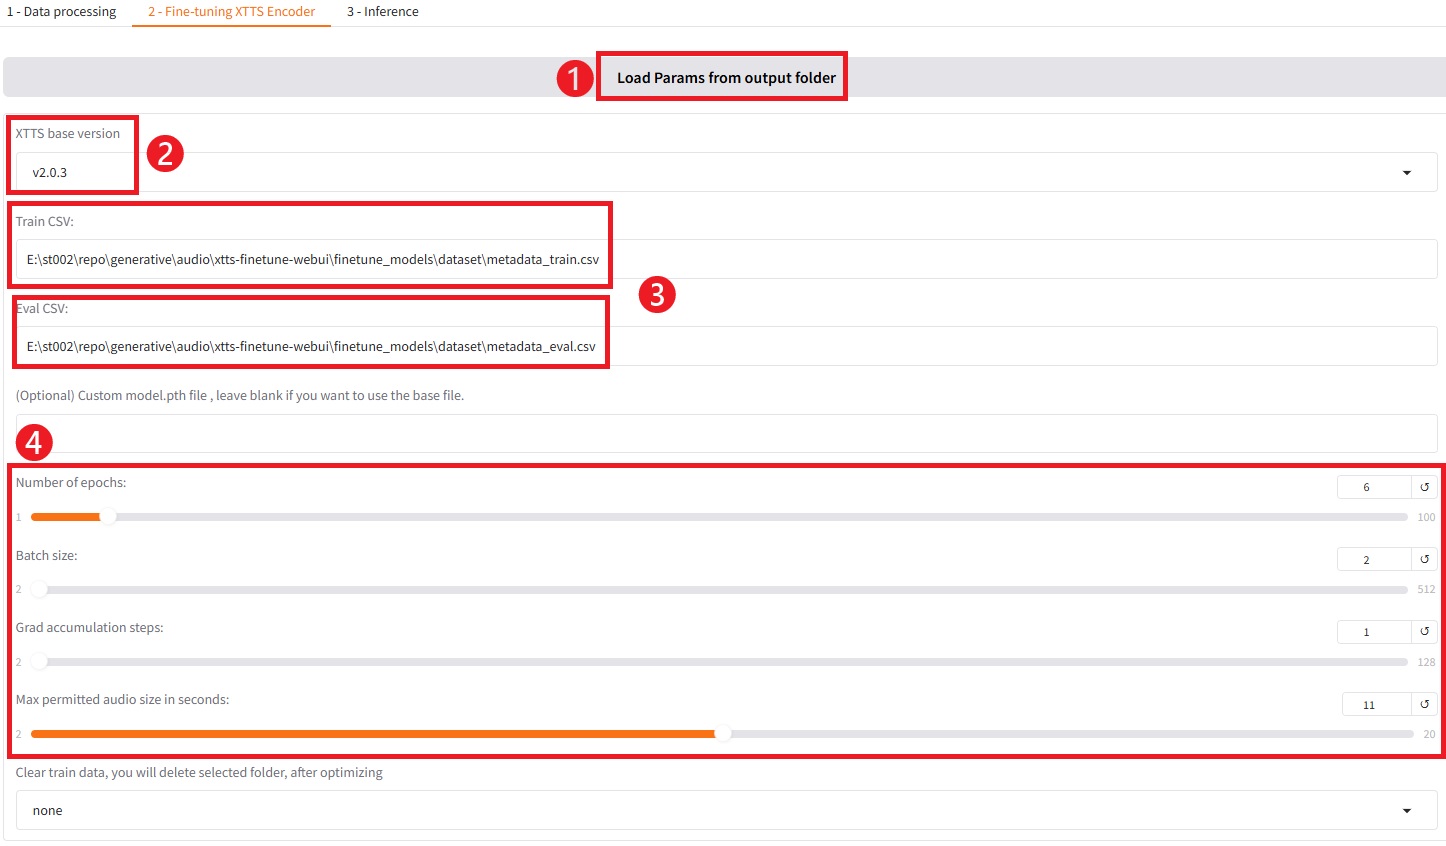 1 - Data processing 2 - Fine-tuning XTTS Encoder 3 - Inference
1 Load Params from output folder
XTTS base version
2
v2.0.3
Train CSV:
E:\st002\repo\generative\audio\xtts-finetune-webui\finetune_models\dataset\metadata_train.csv
3
Eval CSV:
E:\st002\repo\generative\audio\xtts-finetune-webui\finetune_models\dataset\metadata_eval.csv
(Optional) Custom model.pth file , leave blank if you want to use the base file.
4
Number of epochs: 6 ↺
1 100
Batch size: 2 ↺
2 512
Grad accumulation steps: 1 ↺
2 128
Max permitted audio size in seconds: 11 ↺
2 20
Clear train data, you will delete selected folder, after optimizing
none